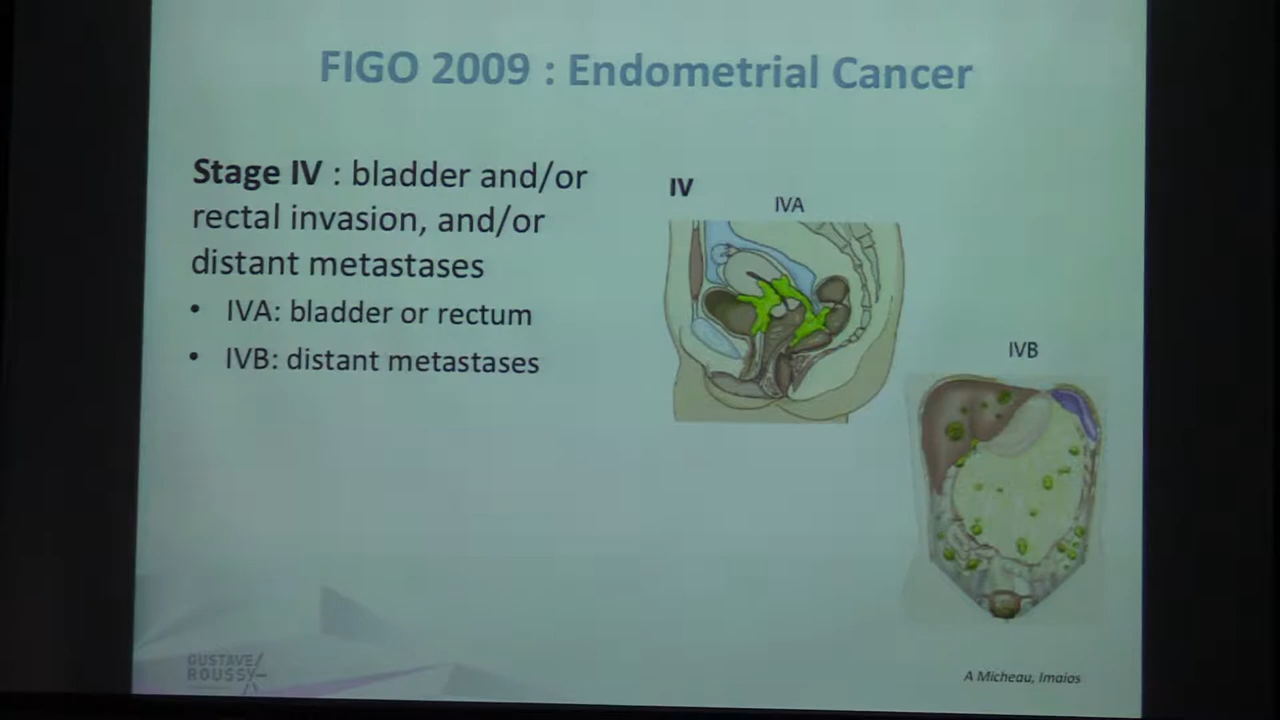 FIGO 2009 : Endometrial Cancer
Stage IV : bladder and/or
rectal invasion, and/or
distant metastases
• IVA: bladder or rectum
• IVB: distant metastases
IV
IVA
IVB
GUSTAVE/
ROUSSY
A Micheau, Imaios